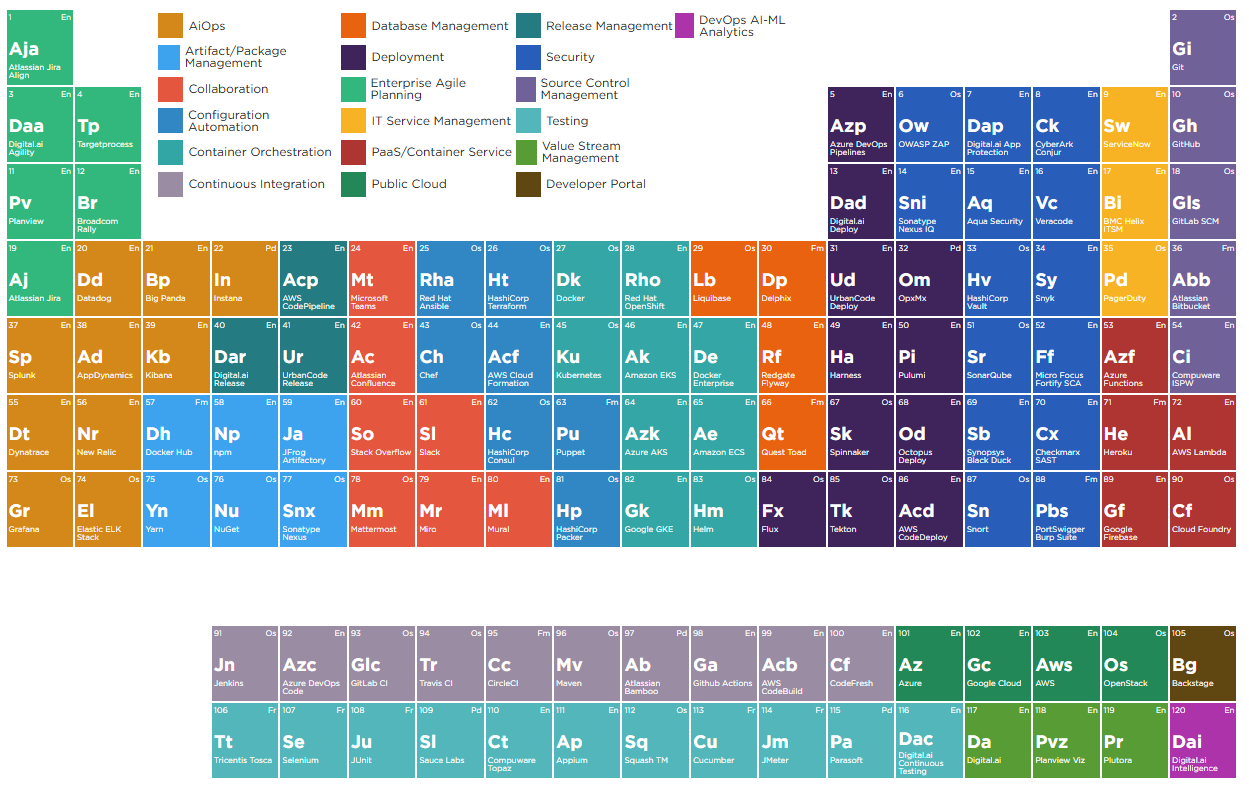 1 En
Aja
Atlassian Jira
Align
AiOps
Database Management
Release Management
DevOps AI-ML
Analytics
2 Os
Gi
Git
Artifact/Package
Management
Deployment
Security
Collaboration
Enterprise Agile
Planning
Source Control
Management
Configuration
Automation
IT Service Management
Testing
Container Orchestration
PaaS/Container Service
Value Stream
Management
Continuous Integration
Public Cloud
Developer Portal
3 En
Daa
Digital.ai
Agility
4 En
Tp
Targetprocess
5 En
Azp
Azure DevOps
Pipelines
6 Os
Ow
OWASP ZAP
7 En
Dap
Digital.ai App
Protection
8 En
Ck
CyberArk
Conjur
9 En
Sw
ServiceNow
10 Os
Gh
GitHub
11 En
Pv
Planview
12 En
Br
Broadcom
Rally
13 En
Dad
Digital.ai
Deploy
14 En
Sni
Sonatype
Nexus IQ
15 En
Aq
Aqua Security
16 En
Vc
Veracode
17 En
Bi
BMC Helix
ITSM
18 Os
Gls
GitLab SCM
19 En
Aj
Atlassian Jira
20 En
Dd
Datadog
21 En
Bp
Big Panda
22 Pd
In
Instana
23 En
Acp
AWS
CodePipeline
24 En
Mt
Microsoft
Teams
25 Os
Rha
Red Hat
Ansible
26 Os
Ht
HashiCorp
Terraform
27 Os
Dk
Docker
28 En
Rho
Red Hat
OpenShift
29 Os
Lb
Liquibase
30 Fm
Dp
Delphix
31 En
Ud
UrbanCode
Deploy
32 Pd
Om
OpxMx
33 Os
Hv
HashiCorp
Vault
34 En
Sy
Snyk
35 Os
Pd
PagerDuty
36 Fm
Abb
Atlassian
Bitbucket
37 En
Sp
Splunk
38 En
Ad
AppDynamics
39 En
Kb
Kibana
40 En
Dar
Digital.ai
Release
41 En
Ur
UrbanCode
Release
42 En
Ac
Atlassian
Confluence
43 Os
Ch
Chef
44 En
Acf
AWS Cloud
Formation
45 Os
Ku
Kubernetes
46 En
Ak
Amazon EKS
47 En
De
Docker
Enterprise
48 En
Rf
Redgate
Flyway
49 En
Ha
Harness
50 En
Pi
Pulumi
51 Os
Sr
SonarQube
52 En
Ff
Micro Focus
Fortify SCA
53 En
Azf
Azure
Functions
54 En
Ci
Compuware
ISPW
55 En
Dt
Dynatrace
56 En
Nr
New Relic
57 Fm
Dh
Docker Hub
58 En
Np
npm
59 En
Ja
JFrog
Artifactory
60 En
So
Stack Overflow
61 En
Sl
Slack
62 Os
Hc
HashiCorp
Consul
63 En
Pu
Puppet
64 En
Azk
Azure AKS
65 En
Ae
Amazon ECS
66 Fm
Qt
Quest Toad
67 Os
Sk
Spinnaker
68 En
Od
Octopus
Deploy
69 En
Sb
Synopsys
Black Duck
70 En
Cx
Checkmarx
SAST
71 Fm
He
Heroku
72 En
Al
AWS Lambda
73 Os
Gr
Grafana
74 Os
El
Elastic ELK
Stack
75 Os
Yn
Yarn
76 Os
Nu
NuGet
77 Os
Snx
Sonatype
Nexus
78 Os
Mm
Mattermost
79 En
Mr
Miro
80 En
Ml
Mural
81 Os
Hp
HashiCorp
Packer
82 En
Gk
Google GKE
83 Os
Hm
Helm
84 Os
Fx
Flux
85 Os
Tk
Tekton
86 En
Acd
AWS
CodeDeploy
87 Os
Sn
Snort
88 Fm
Pbs
PortSwigger
Burp Suite
89 En
Gf
Google
Firebase
90 Os
Cf
Cloud Foundry
91 Os
Jn
Jenkins
92 En
Azc
Azure DevOps
Code
93 Os
Glc
GitLab CI
94 Os
Tr
Travis CI
95 Fm
Cc
CircleCI
96 Os
Mv
Maven
97 Pd
Ab
Atlassian
Bamboo
98 En
Ga
Github Actions
99 En
Acb
AWS
CodeBuild
100 En
Cf
CodeFresh
101 En
Az
Azure
102 En
Gc
Google Cloud
103 En
Aws
AWS
104 Os
Os
OpenStack
105 Os
Bg
Backstage
106 Fr
Tt
Tricentis Tosca
107 Fr
Se
Selenium
108 Fr
Ju
JUnit
109 Pd
Sl
Sauce Labs
110 En
Ct
Compuware
Topaz
111 En
Ap
Appium
112 Os
Sq
Squash TM
113 Fr
Cu
Cucumber
114 Fr
Jm
JMeter
115 Pd
Pa
Parasoft
116 En
Dac
Digital.ai
Continuous
Testing
117 En
Da
Digital.ai
118 En
Pvz
Planview Viz
119 En
Pr
Plutora
120 En
Dai
Digital.ai
Intelligence